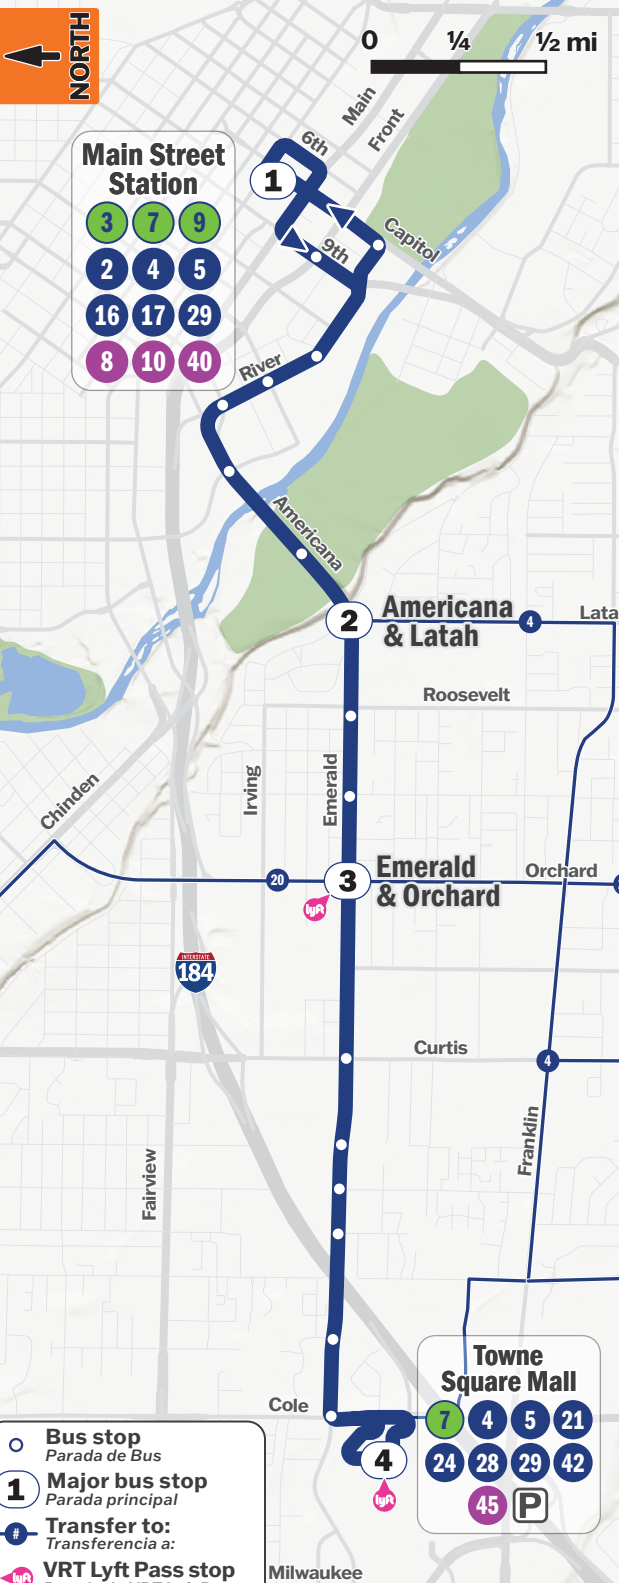 NORTH
0 ¼ ½ mi
Main
Front
6th
1
Capitol
9th
Main Street
Station
3 7 9
2 4 5
16 17 29
8 10 40
River
Americana
2
Americana
& Latah
4
Lata
Roosevelt
Irving
Emerald
Chinden
20
3
Emerald
& Orchard
Orchard
lyft
INTERSTATE
184
Curtis
4
Franklin
Fairview
Cole
4
lyft
Towne
Square Mall
7 4 5 21
24 28 29 42
45 P
Bus stop
Parada de Bus
1 Major bus stop
Parada principal
# Transfer to:
Transferencia a:
lyft VRT Lyft Pass stop
Milwaukee